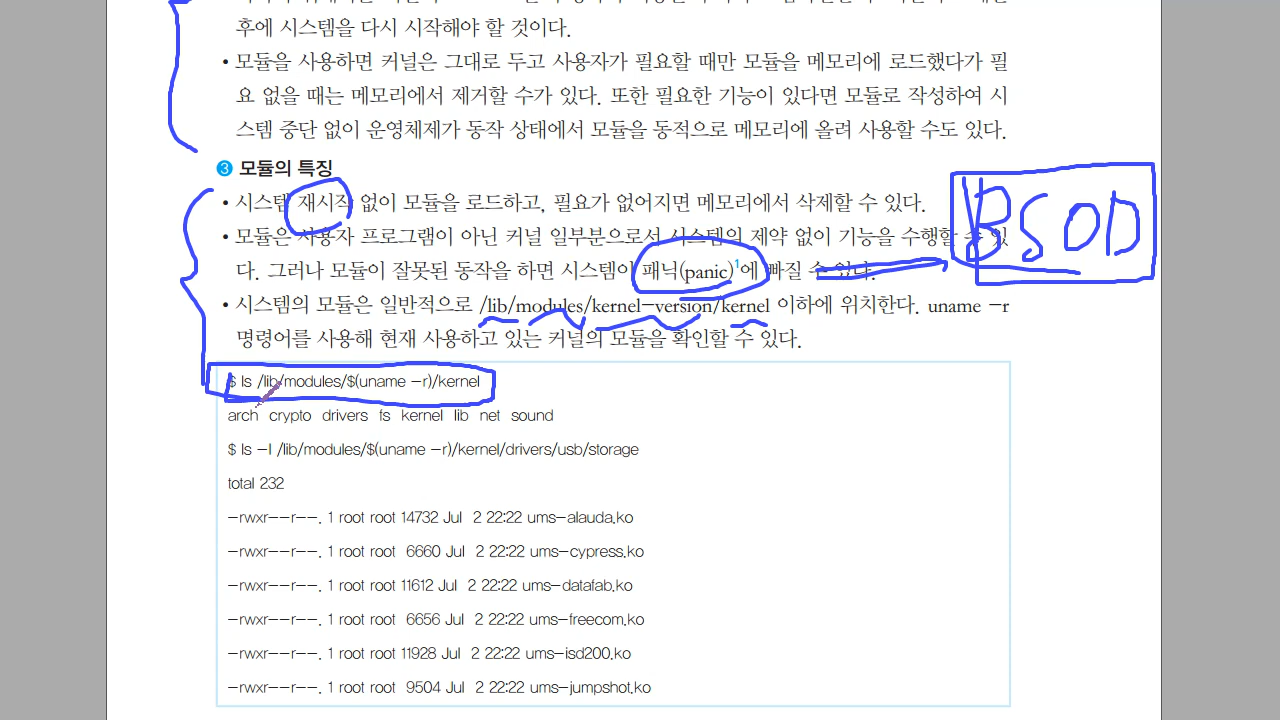 후에 시스템을 다시 시작해야 할 것이다.
• 모듈을 사용하면 커널은 그대로 두고 사용자가 필요할 때만 모듈을 메모리에 로드했다가 필
요 없을 때는 메모리에서 제거할 수가 있다. 또한 필요한 기능이 있다면 모듈로 작성하여 시
스템 중단 없이 운영체제가 동작 상태에서 모듈을 동적으로 메모리에 올려 사용할 수도 있다.
3 모듈의 특징
• 시스템 재시작 없이 모듈을 로드하고, 필요가 없어지면 메모리에서 삭제할 수 있다.
BSOD
• 모듈은 사용자 프로그램이 아닌 커널 일부분으로서 시스템의 제약 없이 기능을 수행할 수 있
다. 그러나 모듈이 잘못된 동작을 하면 시스템이 패닉(panic)1에 빠질 수 있다.
• 시스템의 모듈은 일반적으로 /lib/modules/kernel-version/kernel 이하에 위치한다. uname -r
명령어를 사용해 현재 사용하고 있는 커널의 모듈을 확인할 수 있다.
$ ls /lib/modules/$(uname -r)/kernel
arch crypto drivers fs kernel lib net sound
$ ls -l /lib/modules/$(uname -r)/kernel/drivers/usb/storage
total 232
-rwxr--r--. 1 root root 14732 Jul 2 22:22 ums-alauda.ko
-rwxr--r--. 1 root root 6660 Jul 2 22:22 ums-cypress.ko
-rwxr--r--. 1 root root 11612 Jul 2 22:22 ums-datafab.ko
-rwxr--r--. 1 root root 6656 Jul 2 22:22 ums-freecom.ko
-rwxr--r--. 1 root root 11928 Jul 2 22:22 ums-isd200.ko
-rwxr--r--. 1 root root 9504 Jul 2 22:22 ums-jumpshot.ko